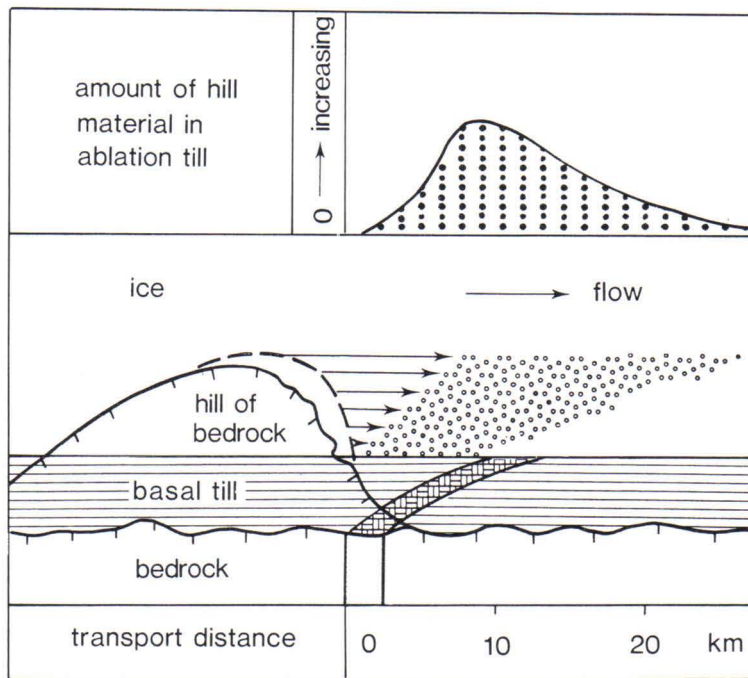 amount of hill
material in
ablation till
0 → increasing
ice
flow
hill of
bedrock
basal till
bedrock
transport distance
0 10 20 km